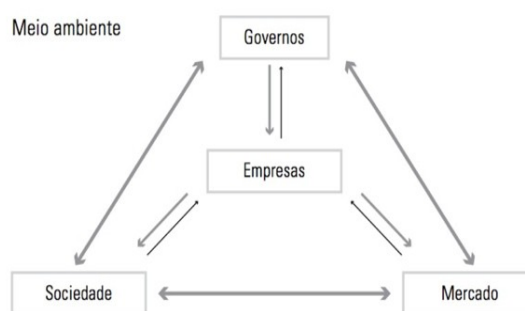 Meio ambiente
Governos
Empresas
Sociedade
Mercado